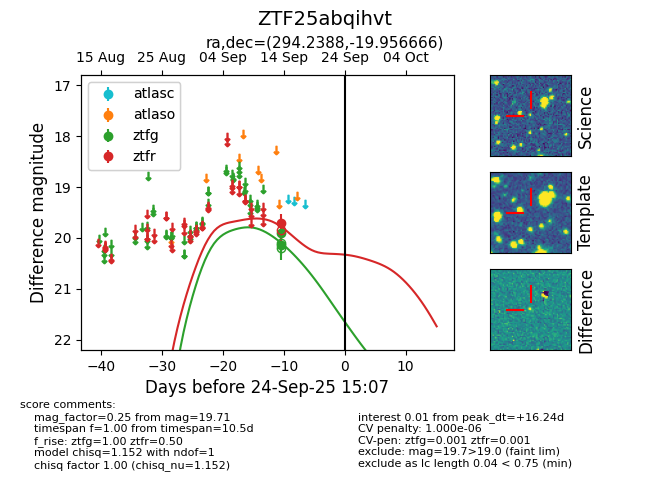 ZTF25abqihvt
ra,dec=(294.2388,-19.956666)
15 Aug 25 Aug 04 Sep 14 Sep 24 Sep 04 Oct
17
18
19
20
21
22
Difference magnitude
atlasc
atlaso
ztfg
ztfr
−40 −30 −20 −10 0 10
Days before 24-Sep-25 15:07
Science
Template
Difference
score comments:
mag_factor=0.25 from mag=19.71
timespan f=1.00 from timespan=10.5d
f_rise: ztfg=1.00 ztfr=0.50
model chisq=1.152 with ndof=1
chisq factor 1.00 (chisq_nu=1.152)
interest 0.01 from peak_dt=+16.24d
CV penalty: 1.000e-06
CV-pen: ztfg=0.001 ztfr=0.001
exclude: mag=19.7>19.0 (faint lim)
exclude as lc length 0.04 < 0.75 (min)